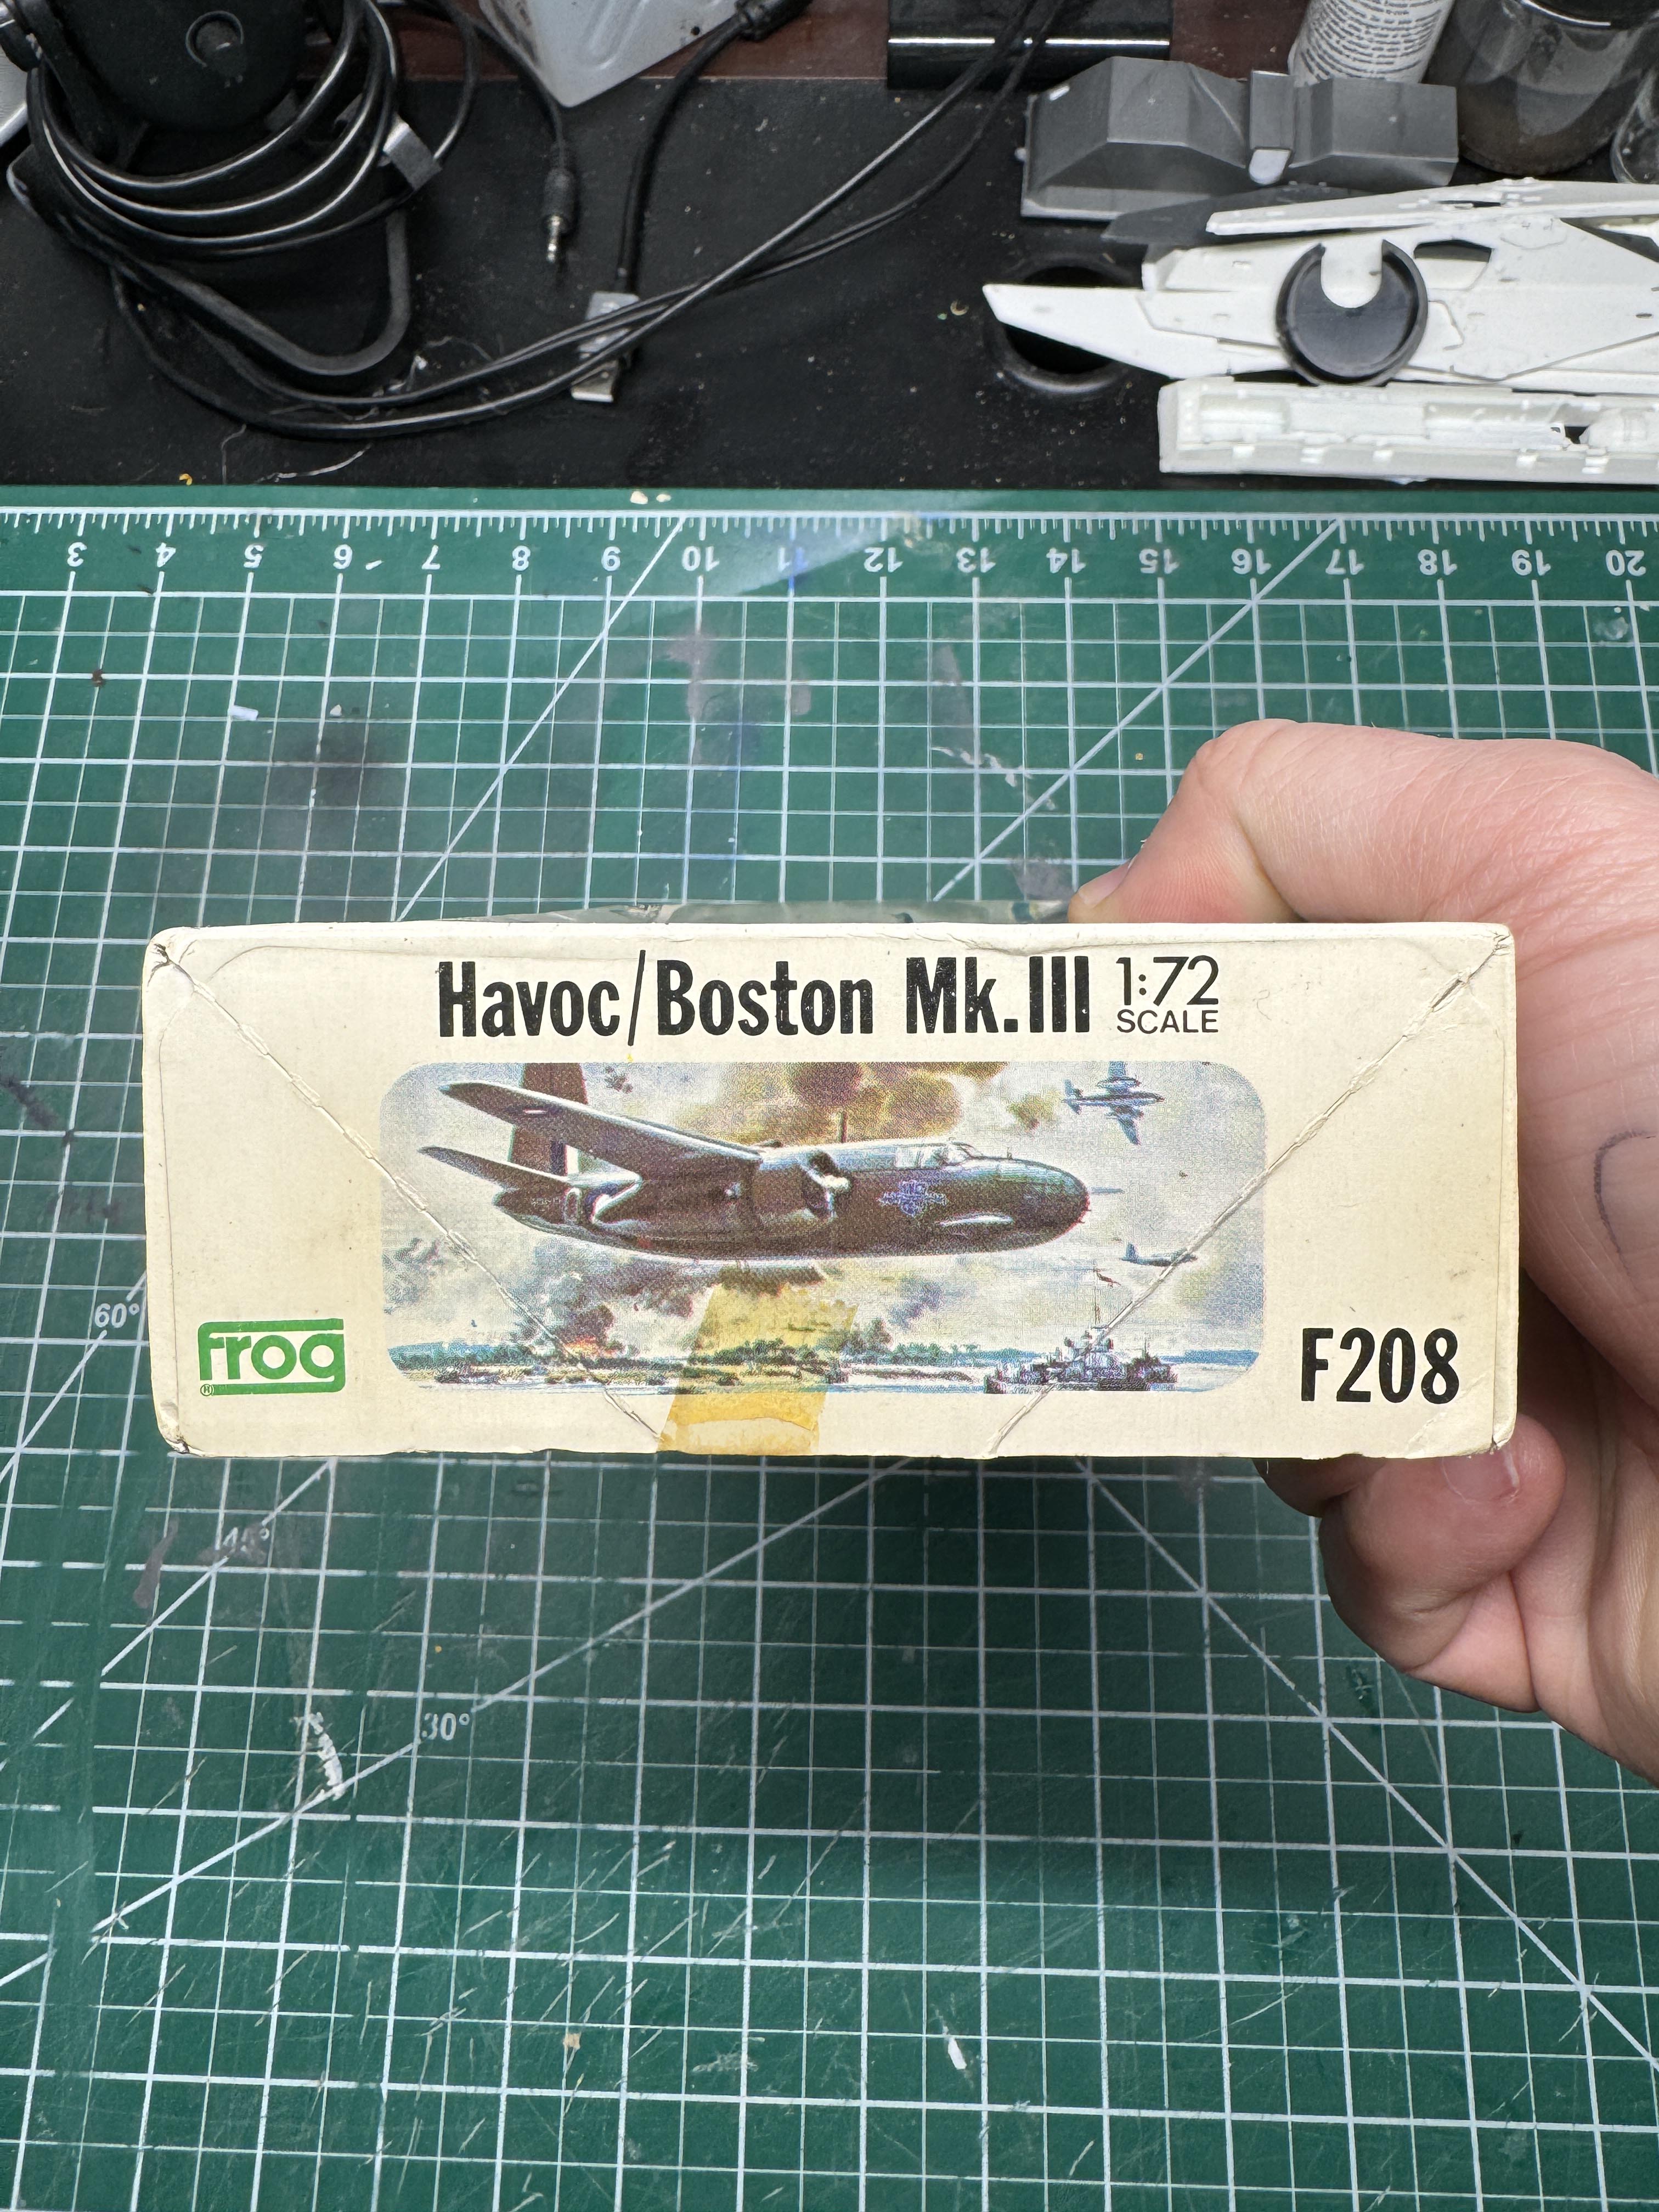 3 4 5 6 7 8 9 10 11 12 13 14 15 16 17 18 19 20
Havoc/Boston Mk.III 1:72
SCALE
frog
®
F208
60°
45°
30°